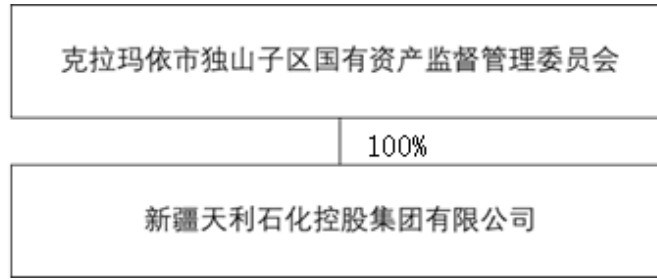 克拉玛依市独山子区国有资产监督管理委员会
100%
新疆天利石化控股集团有限公司